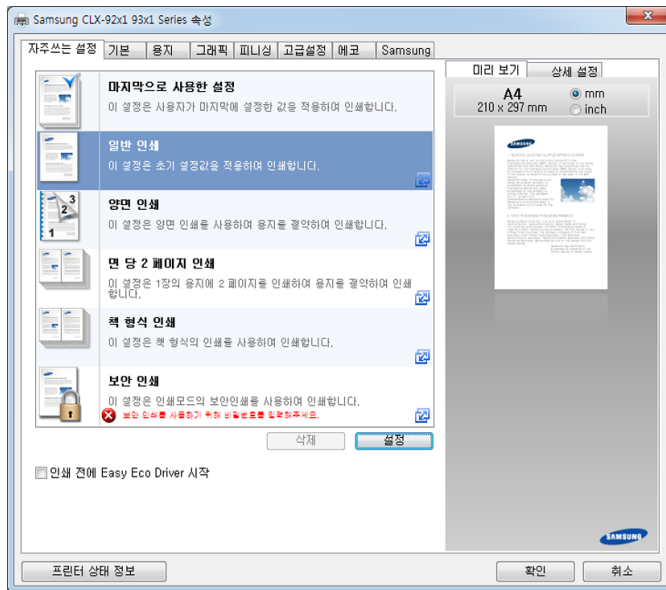 Samsung CLX-92x1 93x1 Series 속성
자주쓰는 설정 기본 용지 그래픽 피니싱 고급설정 에코 Samsung
마지막으로 사용한 설정
이 설정은 사용자가 마지막에 설정한 값을 적용하여 인쇄합니다.
일반 인쇄
이 설정은 초기 설정값을 적용하여 인쇄합니다.
양면 인쇄
이 설정은 양면 인쇄를 사용하여 용지를 절약하여 인쇄합니다.
면 당 2 페이지 인쇄
이 설정은 1장의 용지에 2 페이지를 인쇄하여 용지를 절약하여 인쇄
합니다.
책 형식 인쇄
이 설정은 책 형식의 인쇄를 사용하여 인쇄합니다.
보안 인쇄
이 설정은 인쇄모드의 보안인쇄를 사용하여 인쇄합니다.
보안 인쇄를 사용하기 위해 비밀번호를 입력해주세요.
삭제 설정
인쇄 전에 Easy Eco Driver 시작
미리 보기 상세 설정
A4
210 x 297 mm
mm
inch
SAMSUNG
SAMSUNG
프린터 상태 정보 확인 취소